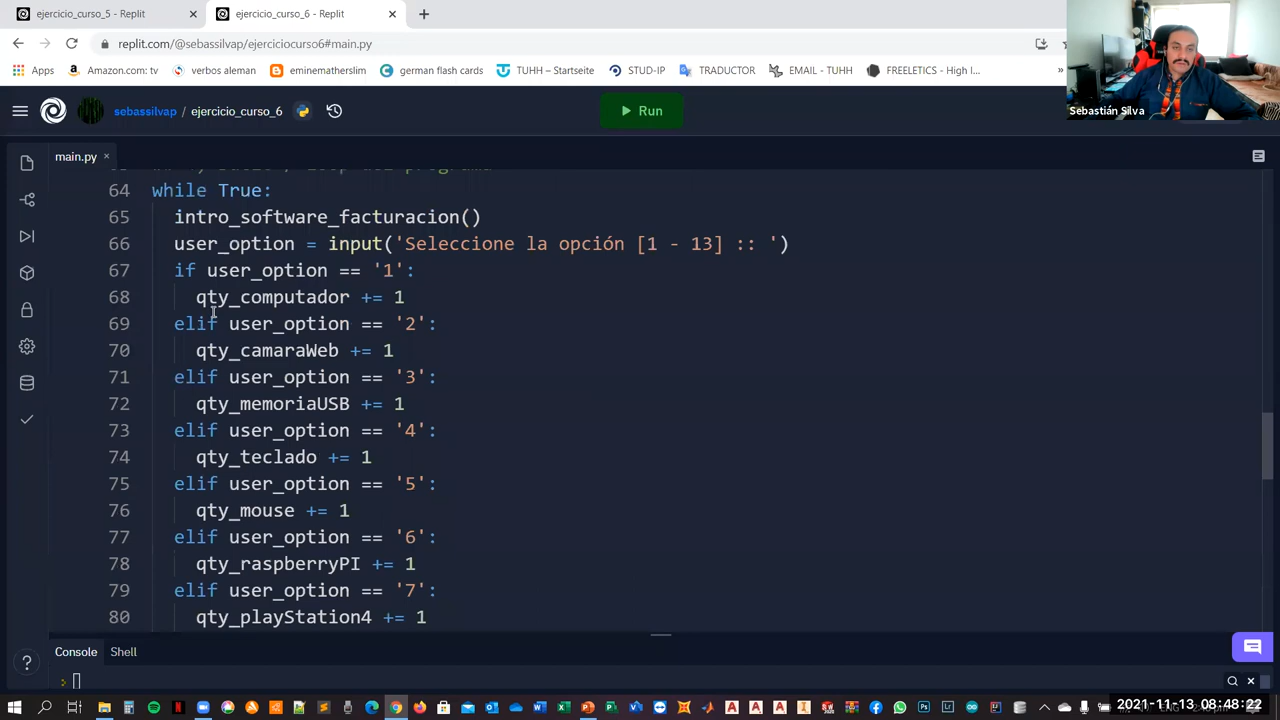 ejercicio_curso_5 - Replit
ejercicio_curso_6 - Replit
replit.com/@sebassilvap/ejerciciocurso6#main.py
Apps
Amazon.com: tv
verbos aleman
eminematherslim
german flash cards
TUHH – Startseite
STUD-IP
TRADUCTOR
EMAIL - TUHH
FREELETICS - High I...
Sebastián Silva
sebassilvap / ejercicio_curso_6
Run
main.py
64 while True:
65 intro_software_facturacion()
66 user_option = input('Seleccione la opción [1 - 13] :: ')
67 if user_option == '1':
68 qty_computador += 1
69 elif user_option == '2':
70 qty_camaraWeb += 1
71 elif user_option == '3':
72 qty_memoriaUSB += 1
73 elif user_option == '4':
74 qty_teclado += 1
75 elif user_option == '5':
76 qty_mouse += 1
77 elif user_option == '6':
78 qty_raspberryPI += 1
79 elif user_option == '7':
80 qty_playStation4 += 1
Console
Shell
2021-11-13 08:48:22